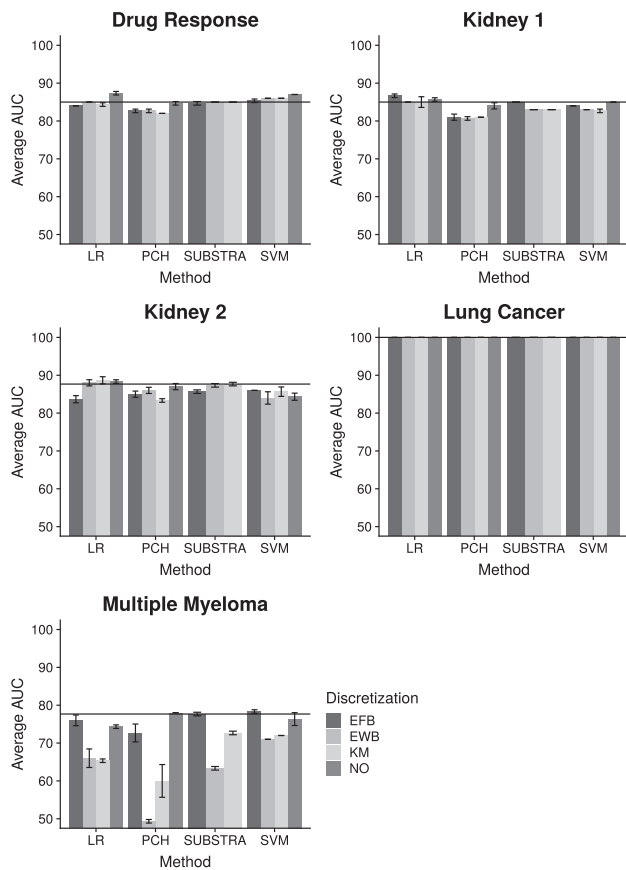 Drug Response
Kidney 1
100
90
80
70
60
50
Average AUC
LR PCH SUBSTRA SVM
Method
100
90
80
70
60
50
Average AUC
LR PCH SUBSTRA SVM
Method
Kidney 2
Lung Cancer
100
90
80
70
60
50
Average AUC
LR PCH SUBSTRA SVM
Method
100
90
80
70
60
50
Average AUC
LR PCH SUBSTRA SVM
Method
Multiple Myeloma
100
90
80
70
60
50
Average AUC
LR PCH SUBSTRA SVM
Method
Discretization
EFB
EWB
KM
NO